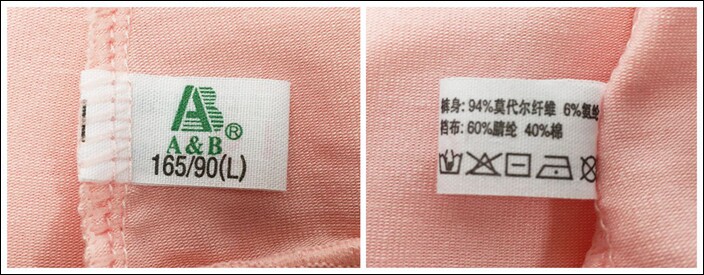 AB
®
A&B
165/90(L)
裤身: 94%莫代尔纤维 6%氨纶
裆布: 60%腈纶 40%棉